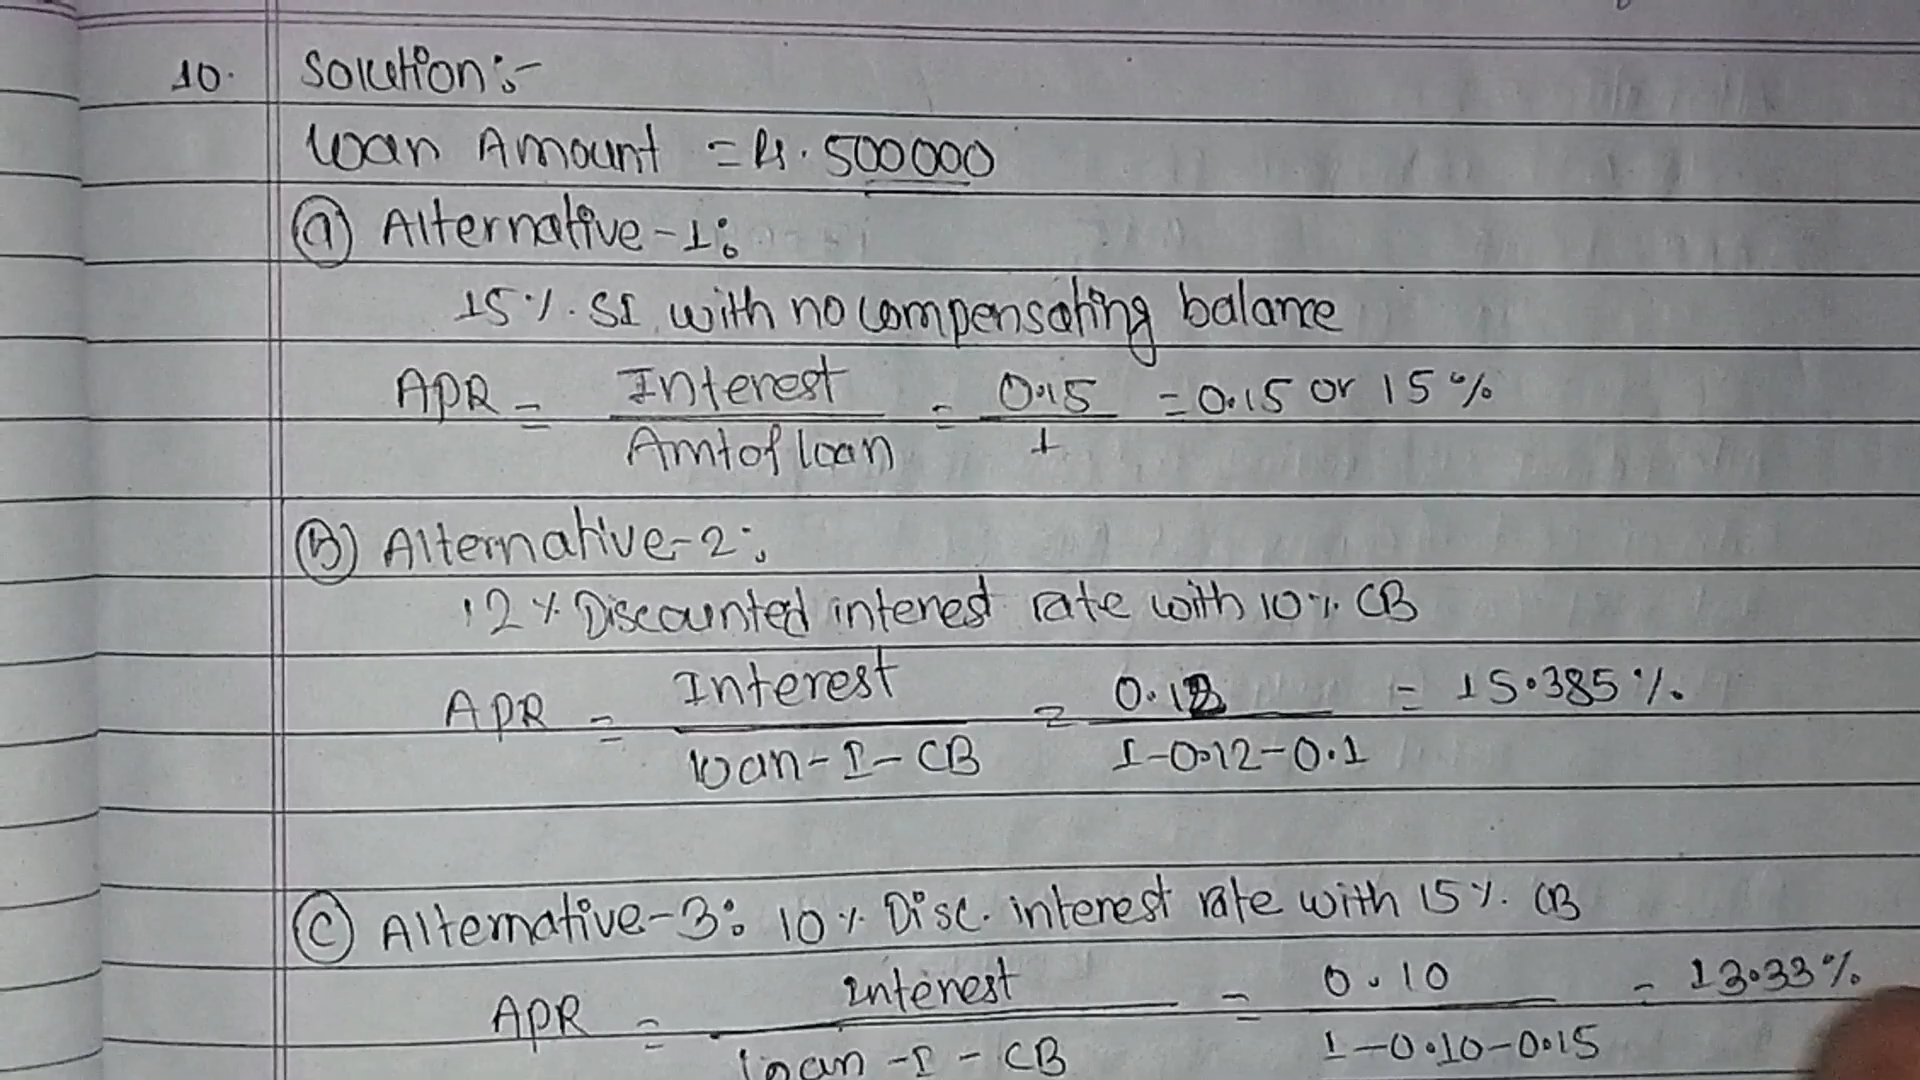 10. Solution:-
Loan Amount = Rs. 500000
(a) Alternative-1:
15%. SI with no compensating balance
APR = Interest / Amt of loan = 0.15 / 1 = 0.15 or 15%
(B) Alternative-2:
12% Discounted interest rate with 10%. CB
APR = Interest / loan-I-CB = 0.12 / 1-0.12-0.1 = 15.385%.
(C) Alternative-3: 10%. Disc. interest rate with 15%. CB
APR = Interest / loan-I-CB = 0.10 / 1-0.10-0.15 = 13.33%